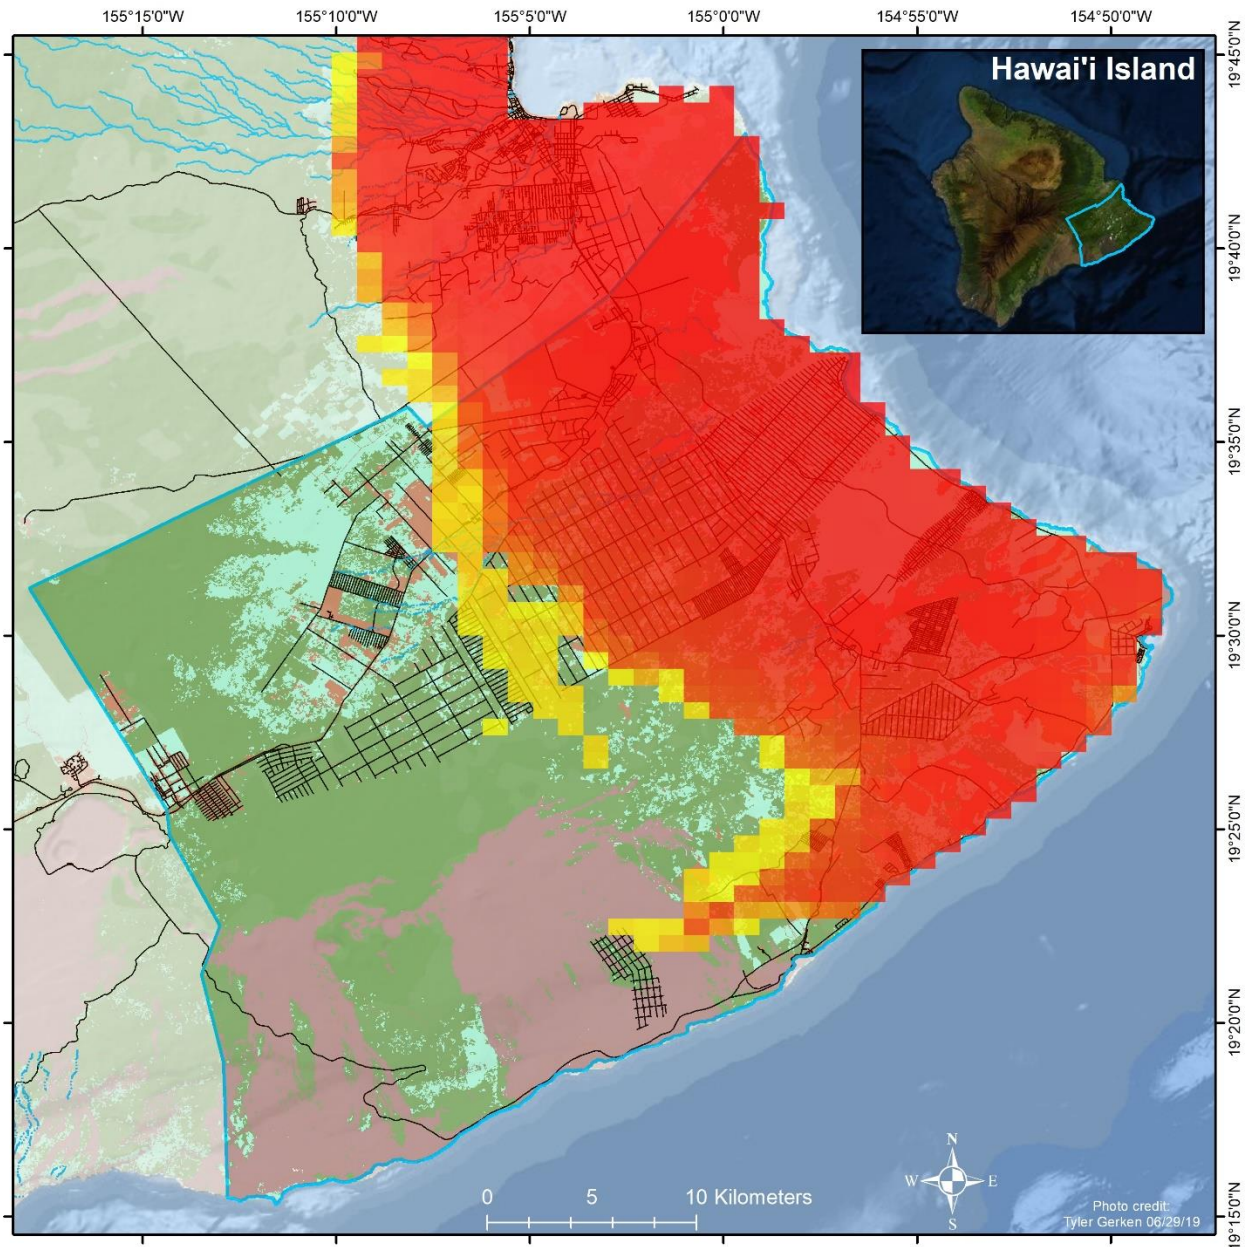 155°15'0"W
155°10'0"W
155°5'0"W
155°0'0"W
154°55'0"W
154°50'0"W
Hawai'i Island
19°45'0"N
19°40'0"N
19°35'0"N
19°30'0"N
19°25'0"N
19°20'0"N
19°15'0"N
N
W
E
S
0
5
10 Kilometers
Photo credit:
Tyler Gerken 06/29/19